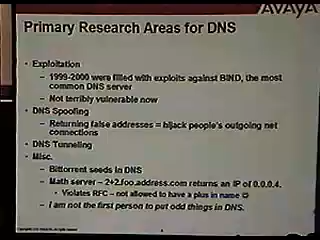 AVAYA
Primary Research Areas for DNS
• Exploitation
– 1999-2000 were filled with exploits against BIND, the most
common DNS server
– Not terribly vulnerable now
• DNS Spoofing
– Returning false addresses = hijack people's outgoing net
connections
• DNS Tunneling
• Misc.
– Bittorrent seeds in DNS
– Math server – 2+2.foo.address.com returns an IP of 0.0.0.4.
• Violates RFC – not allowed to have a plus in name ☺
– I am not the first person to put odd things in DNS.